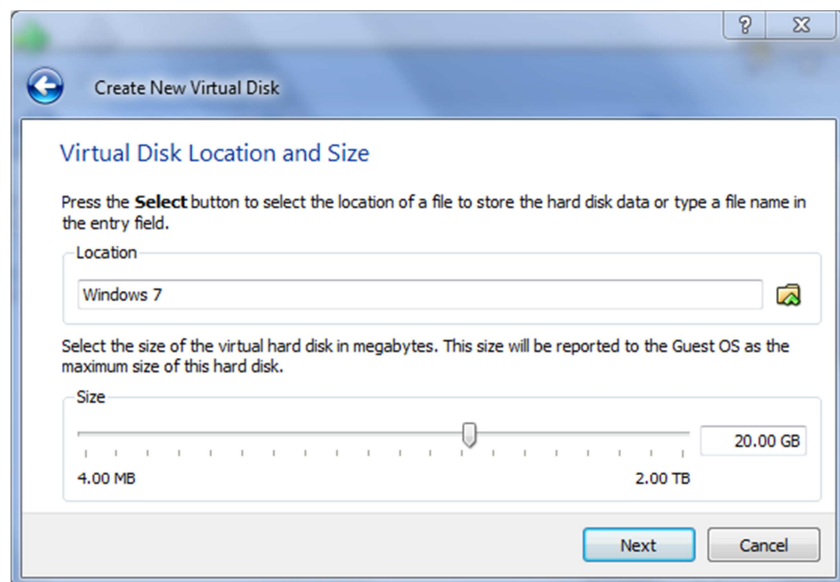 Create New Virtual Disk
Virtual Disk Location and Size
Press the Select button to select the location of a file to store the hard disk data or type a file name in
the entry field.
Location
Windows 7
Select the size of the virtual hard disk in megabytes. This size will be reported to the Guest OS as the
maximum size of this hard disk.
Size
20.00 GB
4.00 MB 2.00 TB
Next Cancel